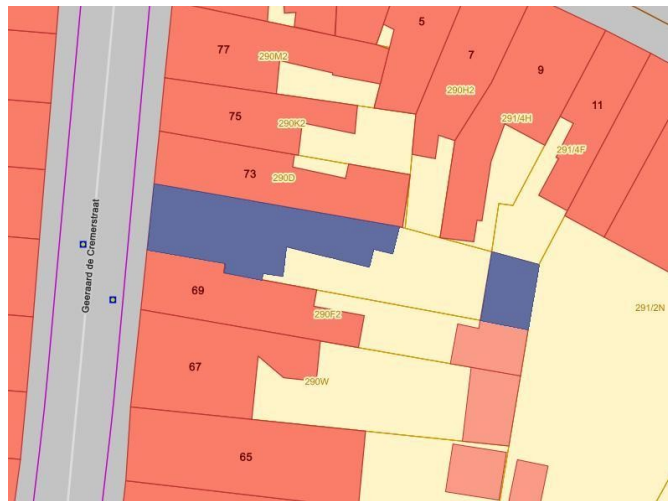 5
77
290M2
7
9
290H2
11
75
290K2
291/4H
291/4F
73
290D
Geeraard de Cremerstraat
69
290F2
291/2N
67
290W
65